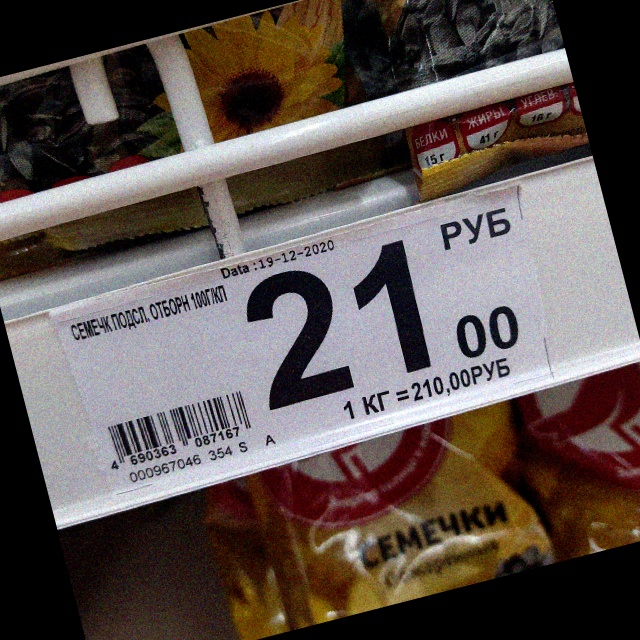 БЕЛКИ ЖИРЫ УГЛЕВ
15 г. 41 г 16 г.
Data :19-12-2020
СЕМЕЧК ПОДСЛ. ОТБОРН 100Г/КП
21 00 РУБ
1 КГ =210,00РУБ
4 690363 087167
000967046 354 S A
СЕМЕЧКИ